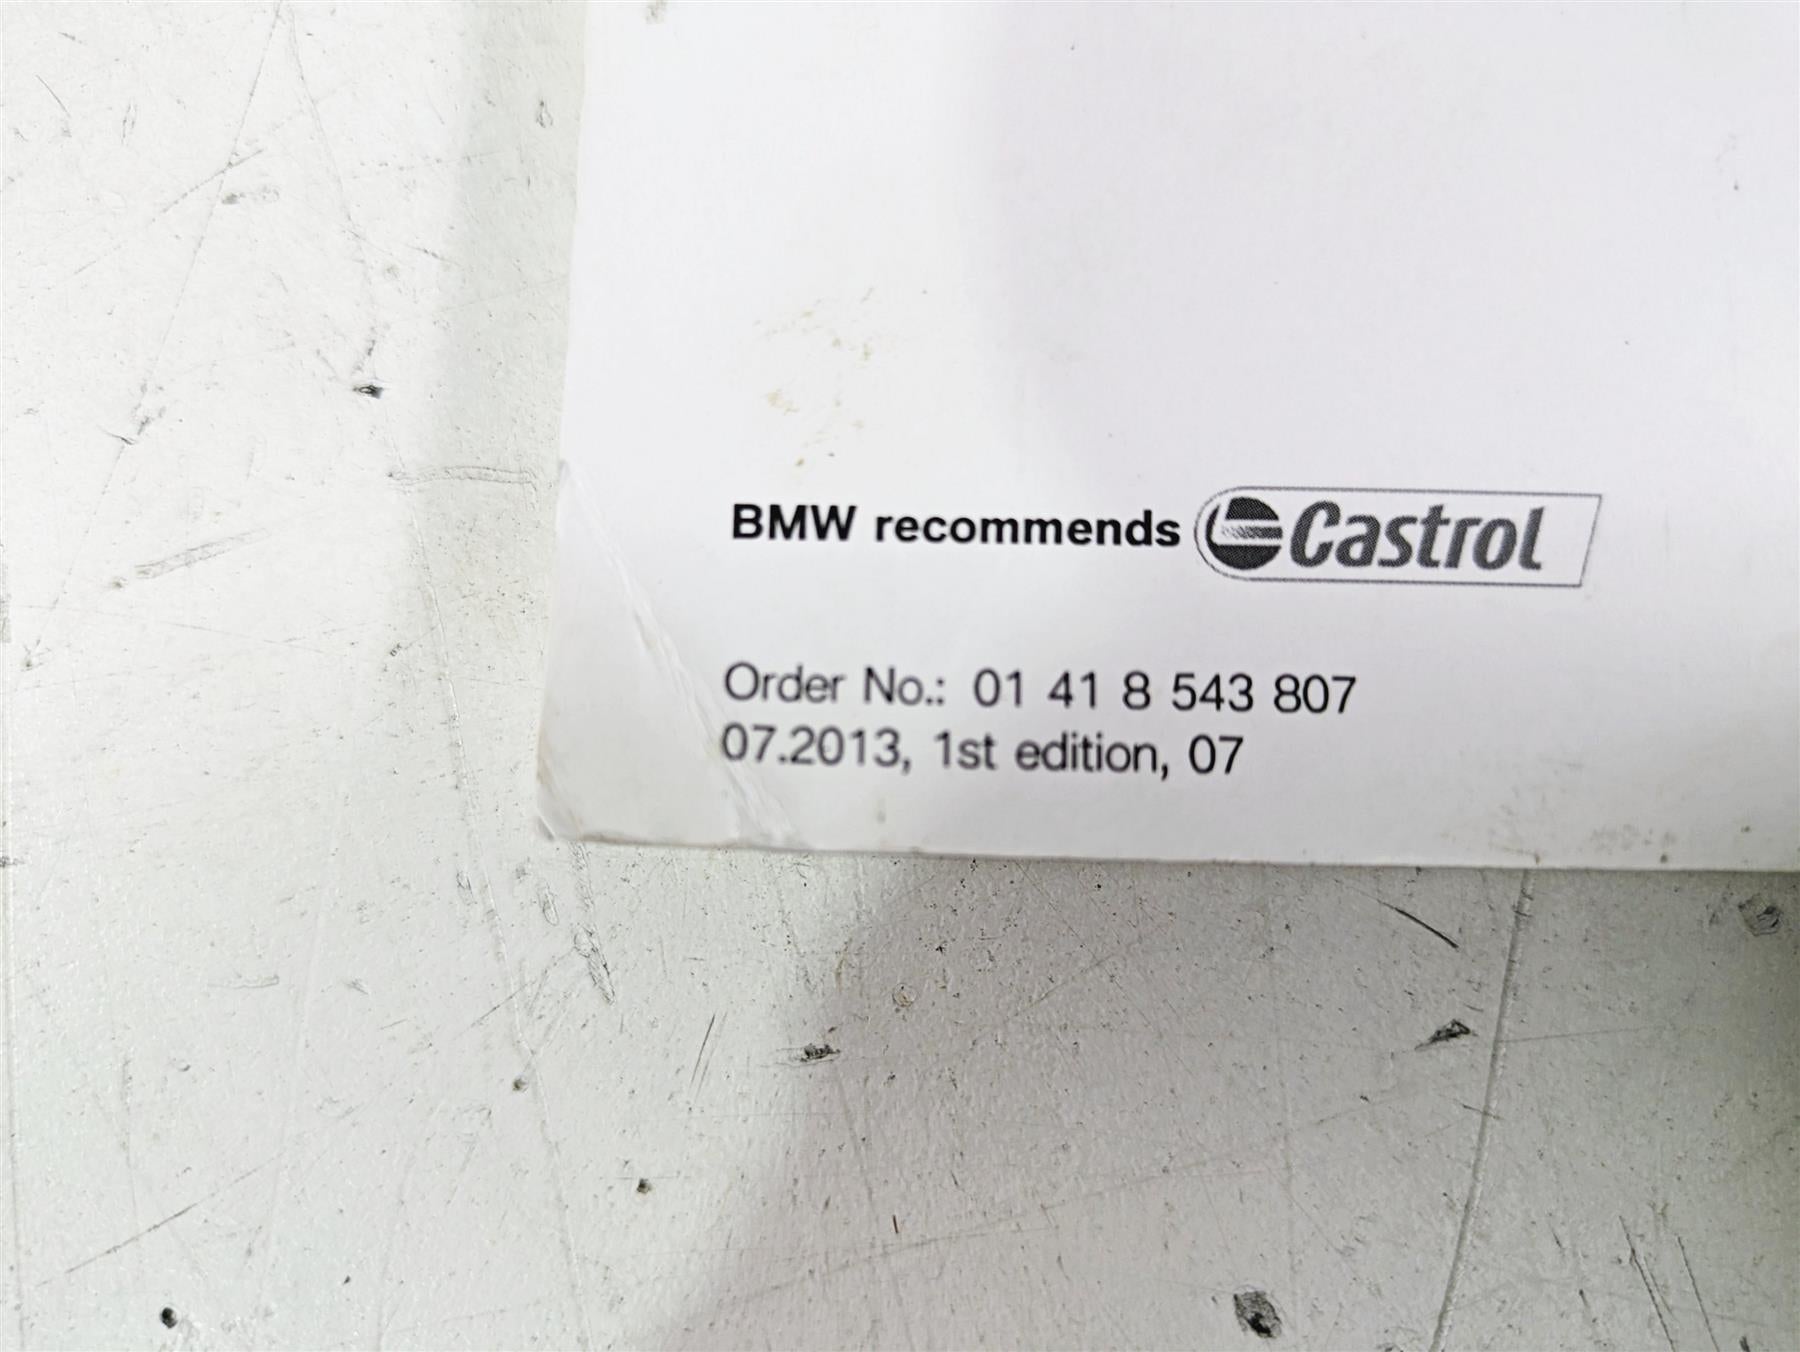 BMW recommends Castrol
Order No.: 01 41 8 543 807
07.2013, 1st edition, 07